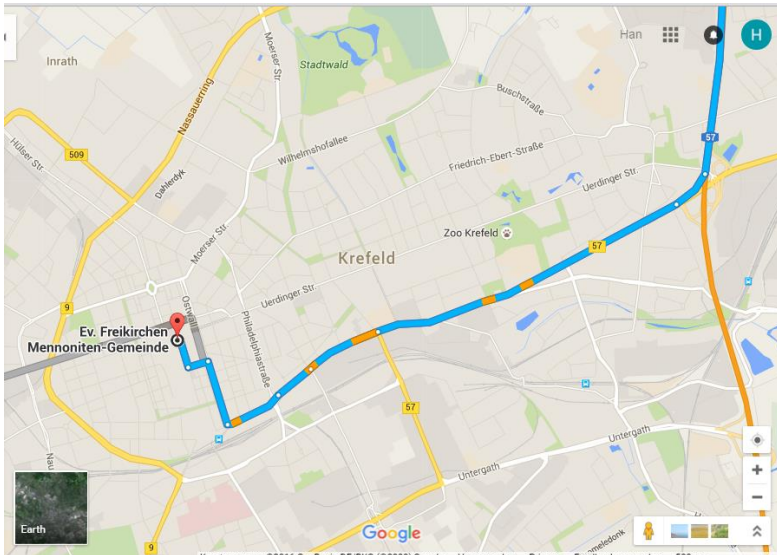 Inrath
Moerser Str.
Stadtwald
Han
H
Nassauerring
509
Hülser Str.
Dahlerdyk
Wilhelmshofallee
Buschstraße
Friedrich-Ebert-Straße
57
Uerdinger Str.
Moerser Str.
Zoo Krefeld
57
Krefeld
9
Ostwall
Uerdinger Str.
Philadelphiastraße
Ev. Freikirchen
Mennoniten-Gemeinde
57
Untergath
Untergath
9
Earth
Google